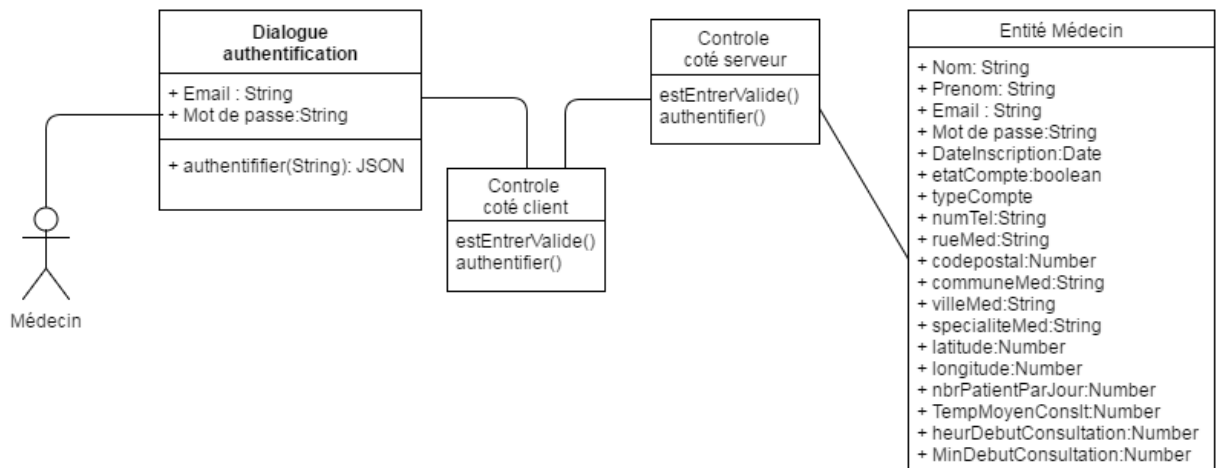 Dialogue
authentification
+ Email : String
+ Mot de passe:String
+ authentififier(String): JSON
Médecin
Controle
coté client
estEntrerValide()
authentifier()
Controle
coté serveur
estEntrerValide()
authentifier()
Entité Médecin
+ Nom: String
+ Prenom: String
+ Email : String
+ Mot de passe:String
+ DateInscription:Date
+ etatCompte:boolean
+ typeCompte
+ numTel:String
+ rueMed:String
+ codepostal:Number
+ communeMed:String
+ villeMed:String
+ specialiteMed:String
+ latitude:Number
+ longitude:Number
+ nbrPatientParJour:Number
+ TempMoyenConslt:Number
+ heurDebutConsultation:Number
+ MinDebutConsultation:Number